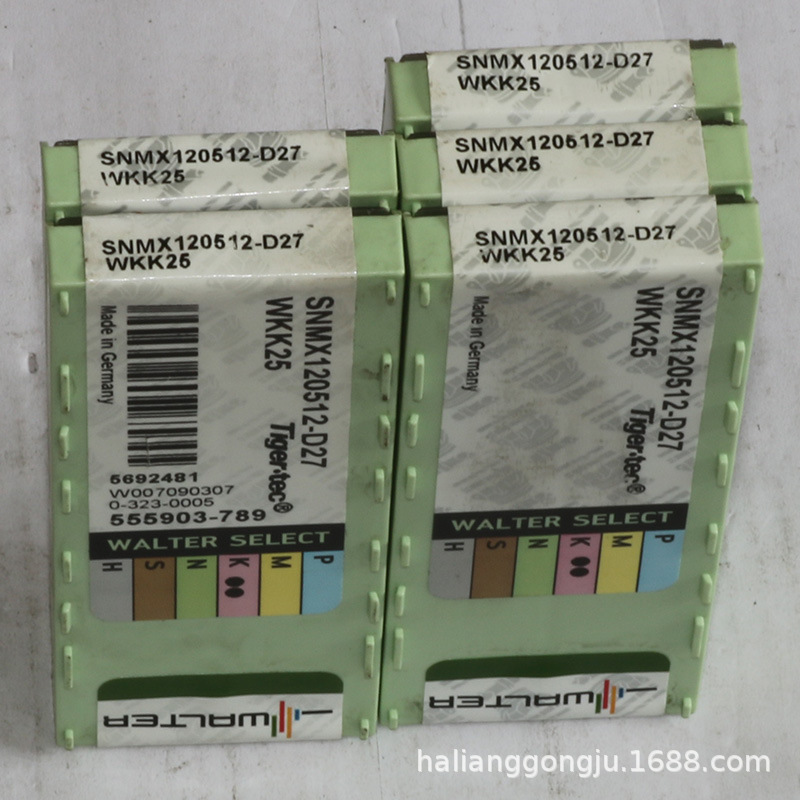 SNMX120512-D27
WKK25
SNMX120512-D27
WKK25
SNMX120512-D27
WKK25
SNMX120512-D27
WKK25
SNMX120512-D27
WKK25
Made in Germany
SNMX120512-D27
WKK25
Tiger·tec®
5692481
W007090307
0-323-0005
555903-789
WALTER SELECT
H
S
N
K
M
P
WALTER
Made in Germany
SNMX120512-D27
WKK25
Tiger·tec®
WALTER SELECT
H
S
N
K
M
P
WALTER
halianggongju.1688.com